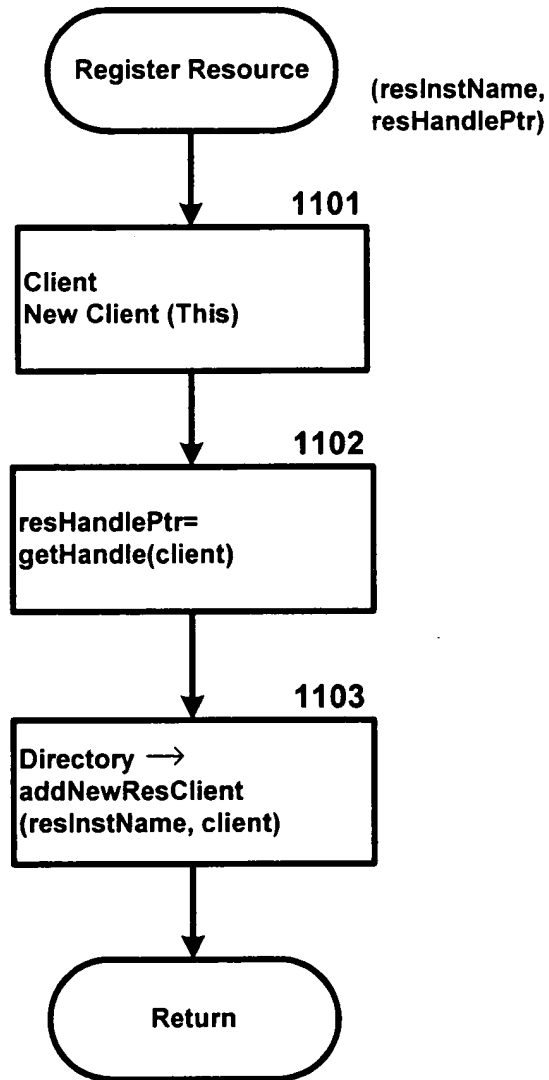 Register Resource
(resInstName,
resHandlePtr)
1101
Client
New Client (This)
1102
resHandlePtr=
getHandle(client)
1103
Directory →
addNewResClient
(resInstName, client)
Return